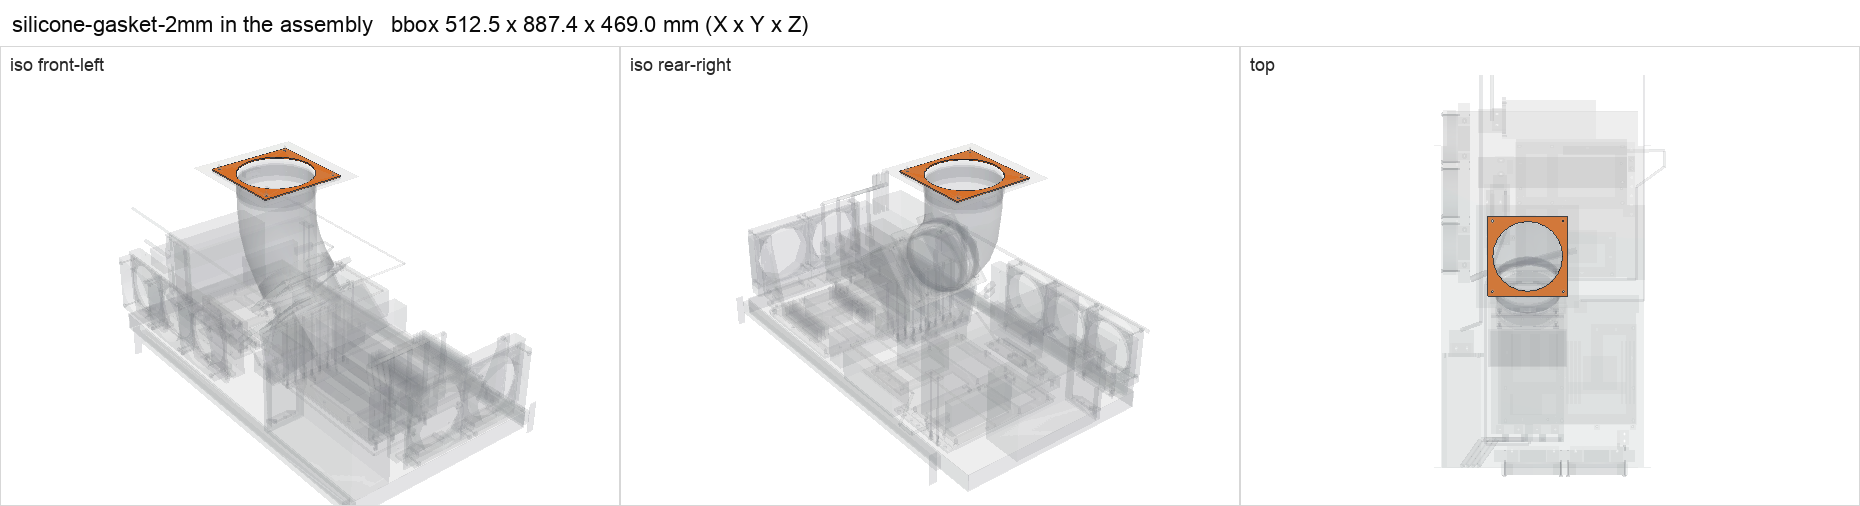 silicone-gasket-2mm in the assembly bbox 512.5 x 887.4 x 469.0 mm (X x Y x Z)
iso front-left
iso rear-right
top